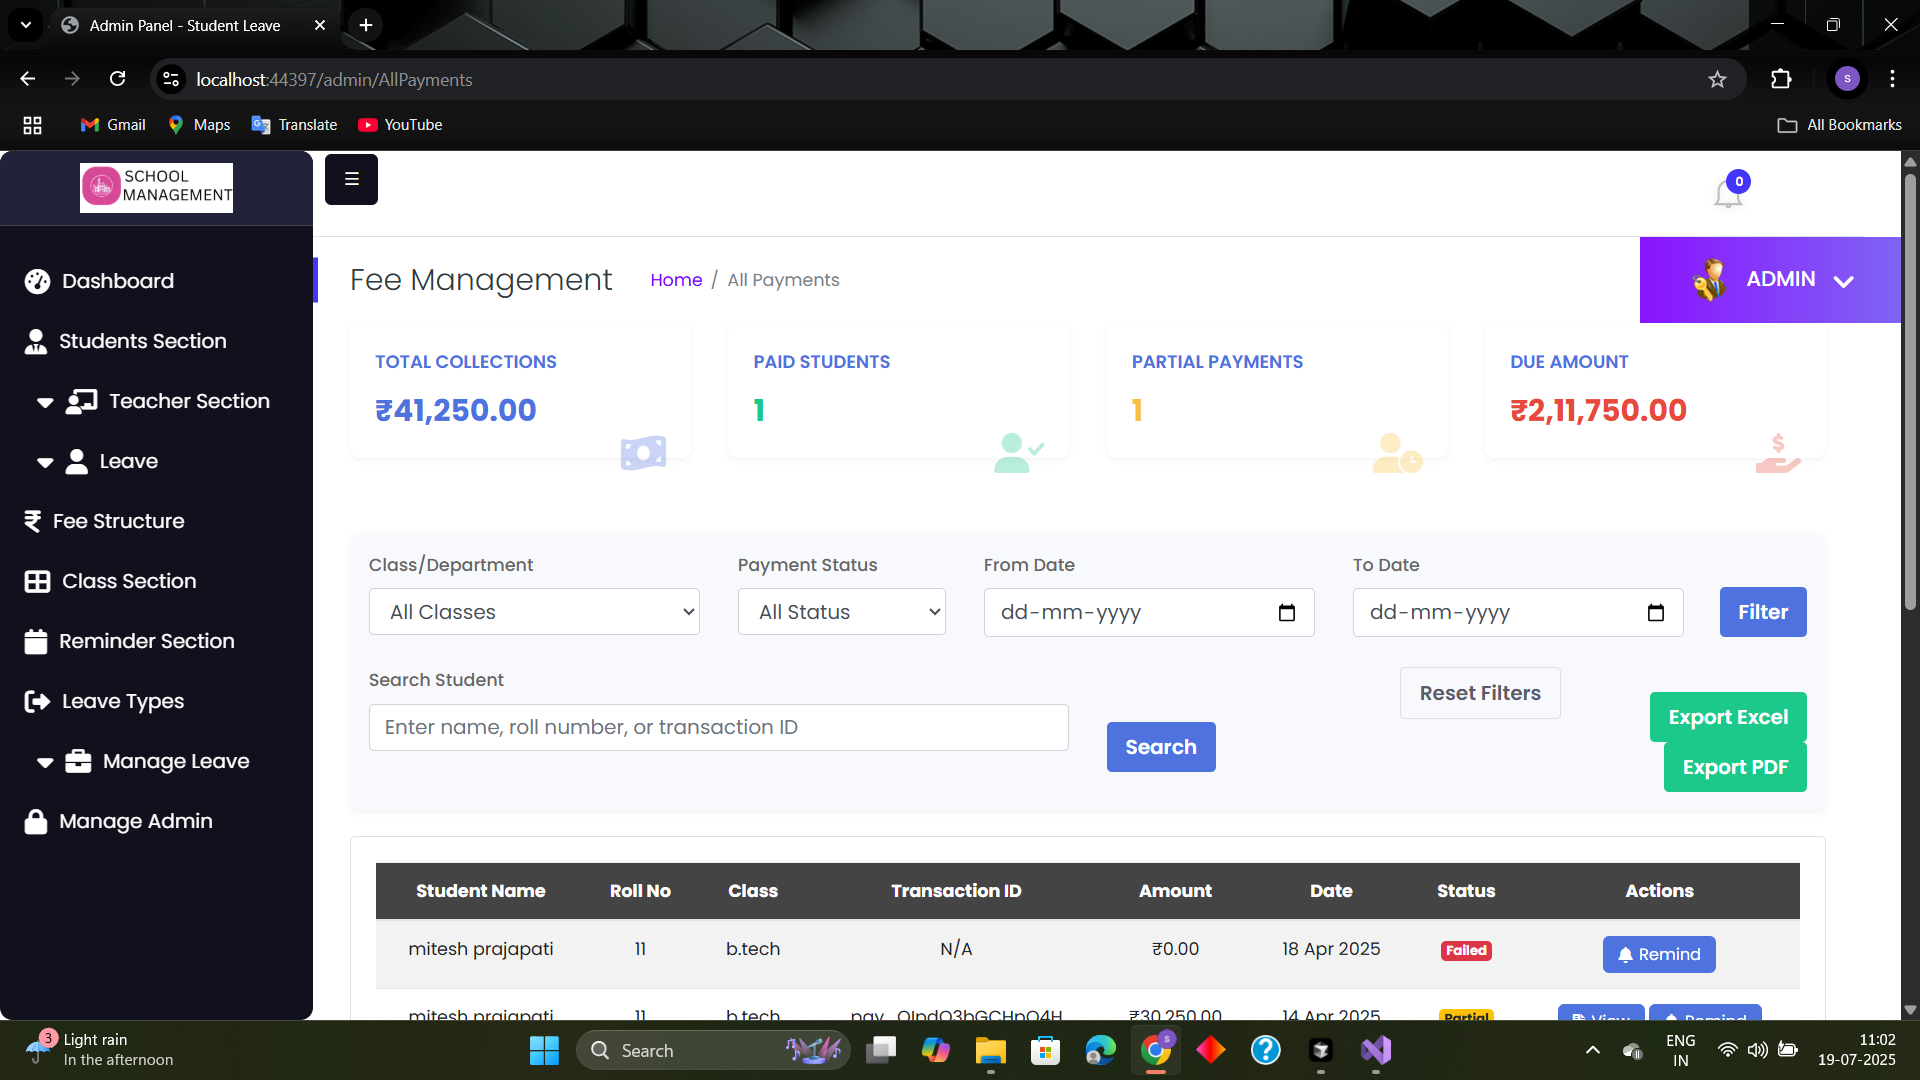 Admin Panel - Student Leave
localhost:44397/admin/AllPayments
S
Gmail
Maps
Translate
YouTube
All Bookmarks
SCHOOL
MANAGEMENT
0
Dashboard
Students Section
Teacher Section
Leave
Fee Structure
Class Section
Reminder Section
Leave Types
Manage Leave
Manage Admin
Fee Management
Home / All Payments
ADMIN
TOTAL COLLECTIONS
₹41,250.00
PAID STUDENTS
1
PARTIAL PAYMENTS
1
DUE AMOUNT
₹2,11,750.00
Class/Department
All Classes
Payment Status
All Status
From Date
dd-mm-yyyy
To Date
dd-mm-yyyy
Filter
Search Student
Enter name, roll number, or transaction ID
Search
Reset Filters
Export Excel
Export PDF
Student Name Roll No Class Transaction ID Amount Date Status Actions
mitesh prajapati 11 b.tech N/A ₹0.00 18 Apr 2025 Failed Remind
mitesh prajapati 11 b.tech ₹30,250.00 14 Apr 2025 Partial View Remind
3
Light rain
In the afternoon
Search
S
ENG
IN
11:02
19-07-2025